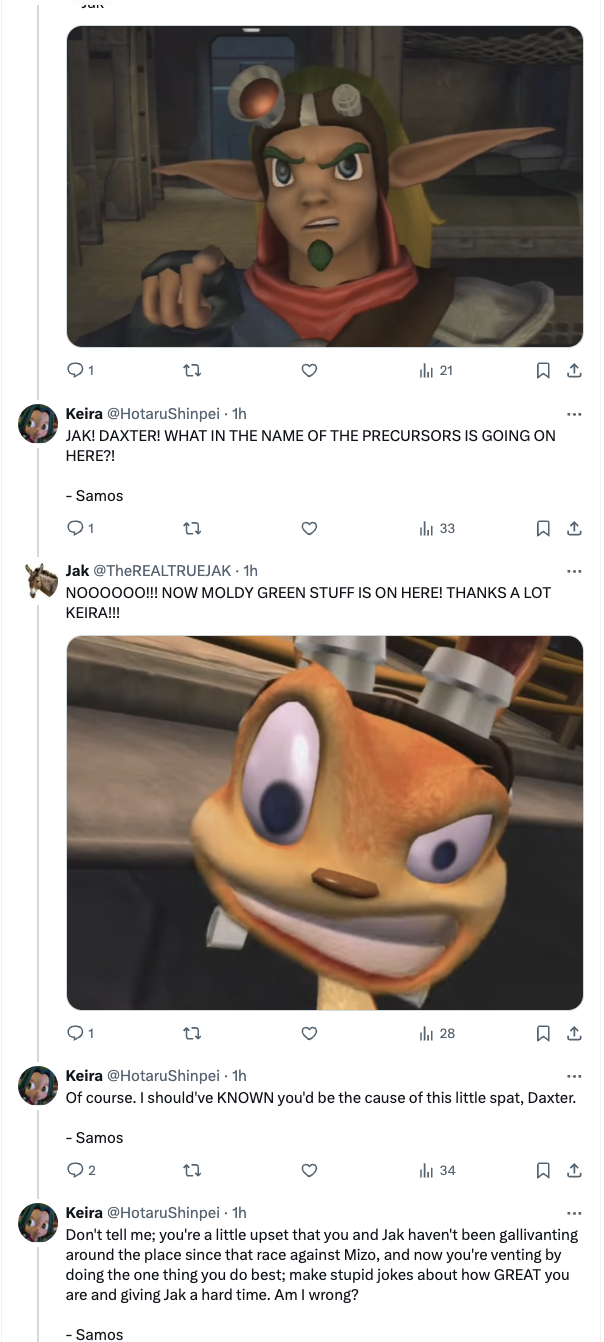 1
21
Keira @HotaruShinpei · 1h
JAK! DAXTER! WHAT IN THE NAME OF THE PRECURSORS IS GOING ON
HERE?!
- Samos
1
33
Jak @TheREALTRUEJAK · 1h
NOOOOOO!!! NOW MOLDY GREEN STUFF IS ON HERE! THANKS A LOT
KEIRA!!!
1
28
Keira @HotaruShinpei · 1h
Of course. I should've KNOWN you'd be the cause of this little spat, Daxter.
- Samos
2
34
Keira @HotaruShinpei · 1h
Don't tell me; you're a little upset that you and Jak haven't been gallivanting
around the place since that race against Mizo, and now you're venting by
doing the one thing you do best; make stupid jokes about how GREAT you
are and giving Jak a hard time. Am I wrong?
- Samos